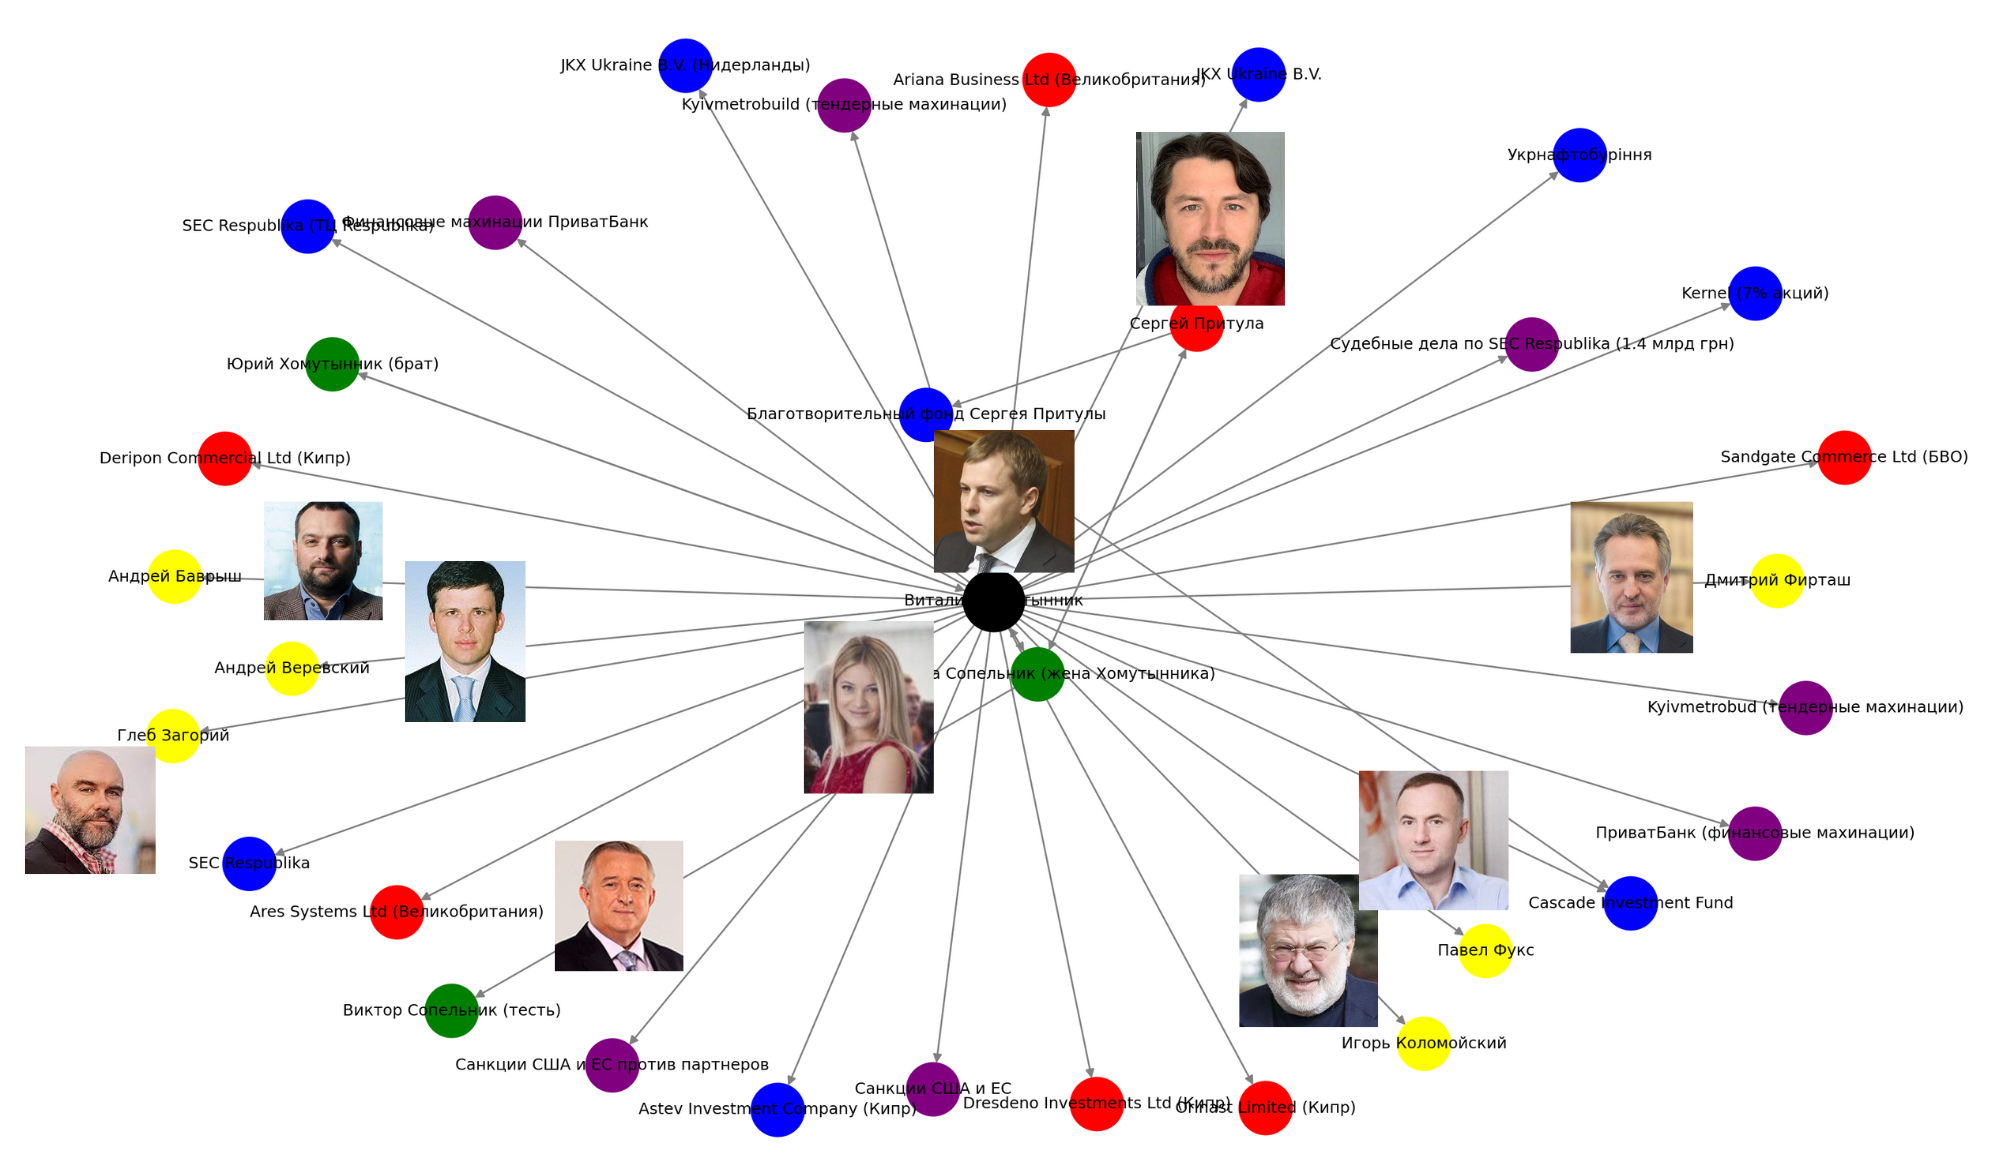 JKX Ukraine B.V. (Нидерланды)
JKX Ukraine B.V.
Ariana Business Ltd (Великобритания)
Kyivmetrobuild (тендерные махинации)
Укрнафтобуріння
Финансовые махинации ПриватБанк
SEC Respublika (ТЦ Respublika)
Kernel (7% акций)
Сергей Притула
Судебные дела по SEC Respublika (1.4 млрд грн)
Юрий Хомутынник (брат)
Благотворительный фонд Сергея Притулы
Deripon Commercial Ltd (Кипр)
Sandgate Commerce Ltd (БВО)
Андрей Баврыш
Дмитрий Фирташ
Витали тынник
Андрей Веревский
а Сопельник (жена Хомутынника)
Kyivmetrobud (тендерные махинации)
Глеб Загорий
ПриватБанк (финансовые махинации)
SEC Respublika
Cascade Investment Fund
Ares Systems Ltd (Великобритания)
Павел Фукс
Виктор Сопельник (тесть)
Игорь Коломойский
Санкции США и ЕС против партнеров
Санкции США и ЕС
Dresdeno Investments Ltd (Кипр)
Astev Investment Company (Кипр)
Limited (Кипр)